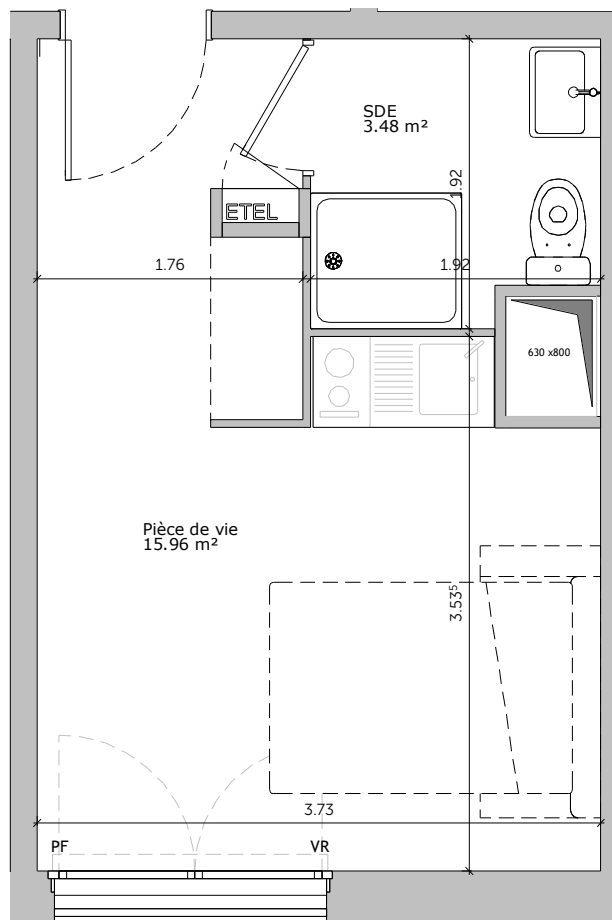 SDE
3.48 m²
1.92
ETEL
1.76
1.92
630 x800
Pièce de vie
15.96 m²
3.53⁵
3.73
PF
VR